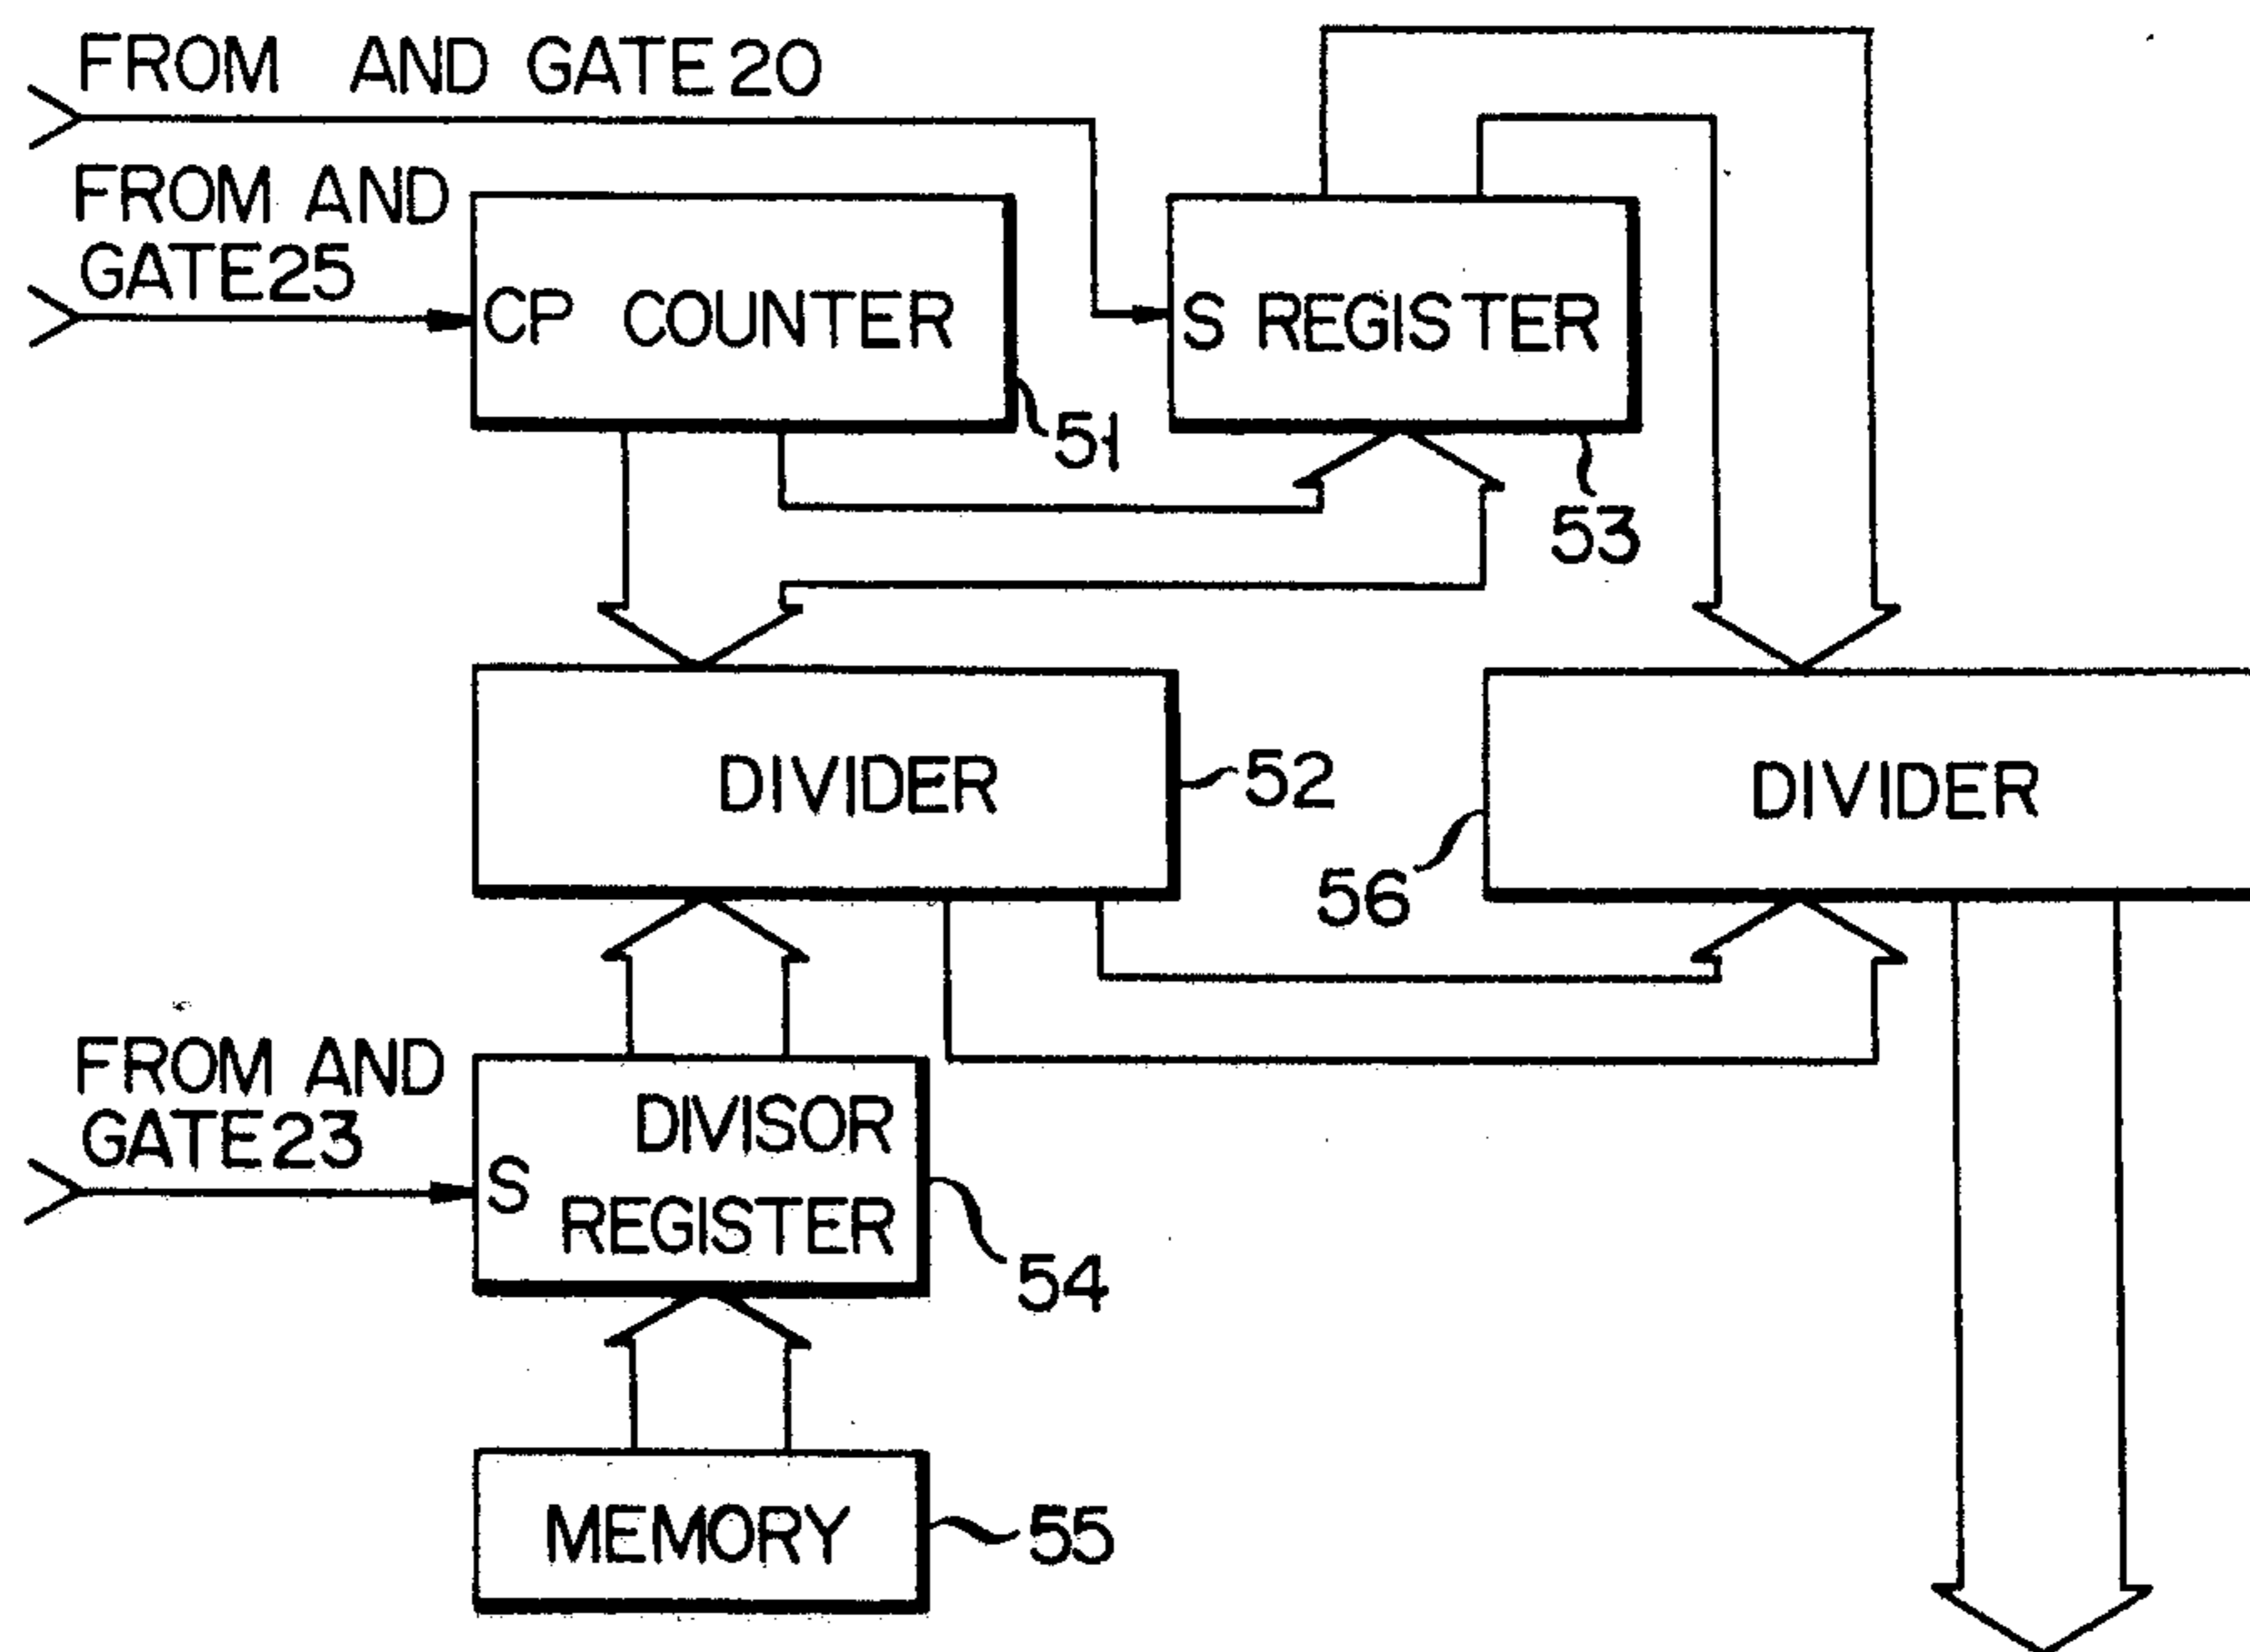 FROM AND GATE 20
FROM AND
GATE 25
CP COUNTER
S REGISTER
51
53
DIVIDER
52
DIVIDER
56
FROM AND
GATE 23
S
DIVISOR
REGISTER
54
MEMORY
55